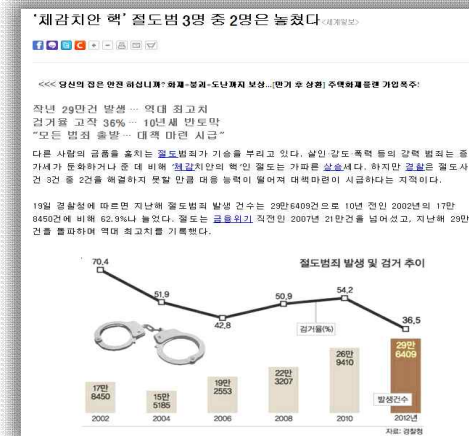 '체감치안 핵' 절도범 3명 중 2명은 놓쳤다 <세계일보>
<<< 당신의 집은 안전 하십니까? 화재=붕괴=도난까지 보상...[만기 후 상환] 주택화재플랜 가입폭주!
작년 29만건 발생… 역대 최고치
검거율 고작 36%… 10년새 반토막
"모든 범죄 출발… 대책 마련 시급"
다른 사람의 금품을 훔치는 절도범죄가 기승을 부리고 있다. 살인·강도·폭력 등의 강력 범죄는 증
가세가 둔화하거나 준 데 비해 '체감치안의 핵'인 절도는 가파른 상승세다. 하지만 경찰은 절도사
건 3건 중 2건을 해결하지 못할 만큼 대응 능력이 떨어져 대책마련이 시급하다는 지적이다.
19일 경찰청에 따르면 지난해 절도범죄 발생 건수는 29만6409건으로 10년 전인 2002년의 17만
8450건에 비해 62.9%나 늘었다. 절도는 금융위기 직전인 2007년 21만건을 넘어섰고, 지난해 29만
건을 돌파하며 역대 최고치를 기록했다.
절도범죄 발생 및 검거 추이
70.4
51.9
42.8
50.9
54.2
36.5
검거율(%)
17만
8450
15만
5185
19만
2553
22만
3207
26만
9410
29만
6409
발생건수
2002
2004
2006
2008
2010
2012년
자료: 경찰청